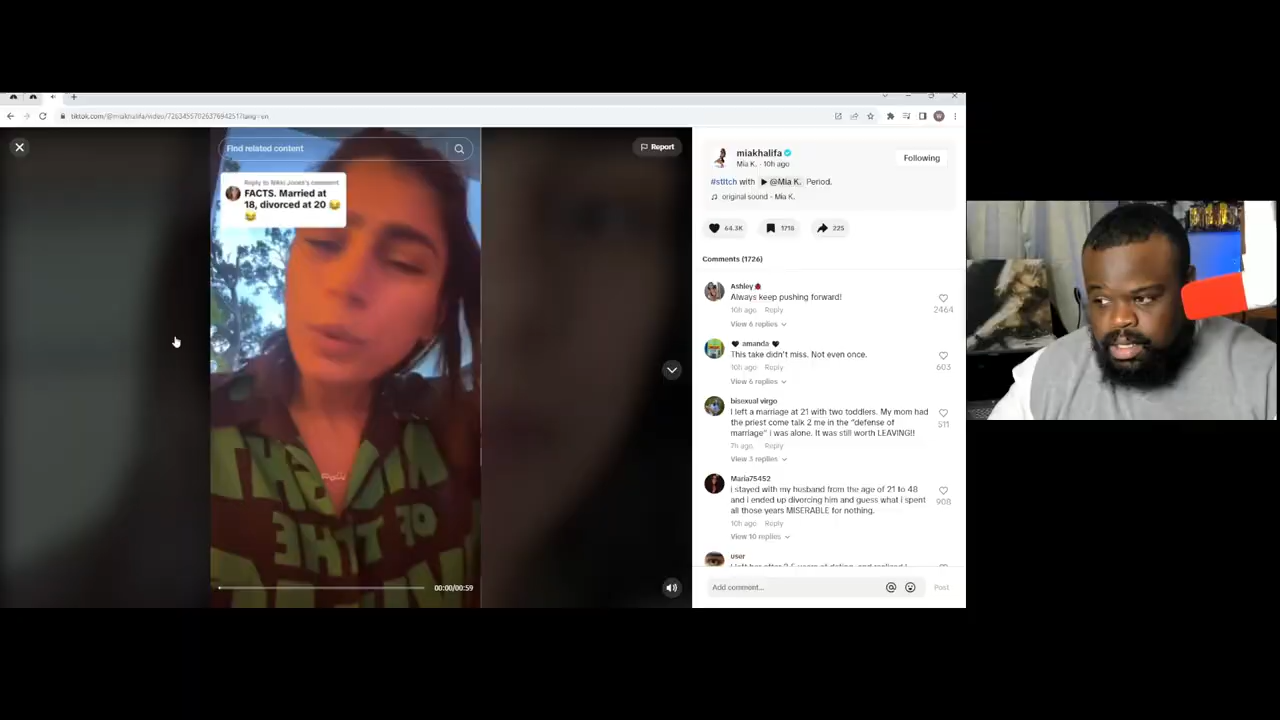 Find related content
Report
Reply to Nikki Jones's comment
FACTS. Married at
18, divorced at 20 😂
😂
00:00/00:59
miakhalifa
Mia K. · 10h ago
Following
#stitch with ▶ @Mia K. Period.
original sound - Mia K.
64.3K
1718
225
Comments (1726)
Ashley🐞
Always keep pushing forward!
10h ago Reply
2464
View 6 replies
🖤 amanda 🖤
This take didn't miss. Not even once.
10h ago Reply
603
View 6 replies
bisexual virgo
I left a marriage at 21 with two toddlers. My mom had
the priest come talk 2 me in the "defense of
marriage" i was alone. It was still worth LEAVING!!
7h ago Reply
511
View 3 replies
Maria75452
i stayed with my husband from the age of 21 to 48
and i ended up divorcing him and guess what i spent
all those years MISERABLE for nothing.
10h ago Reply
908
View 10 replies
user
Add comment...
Post